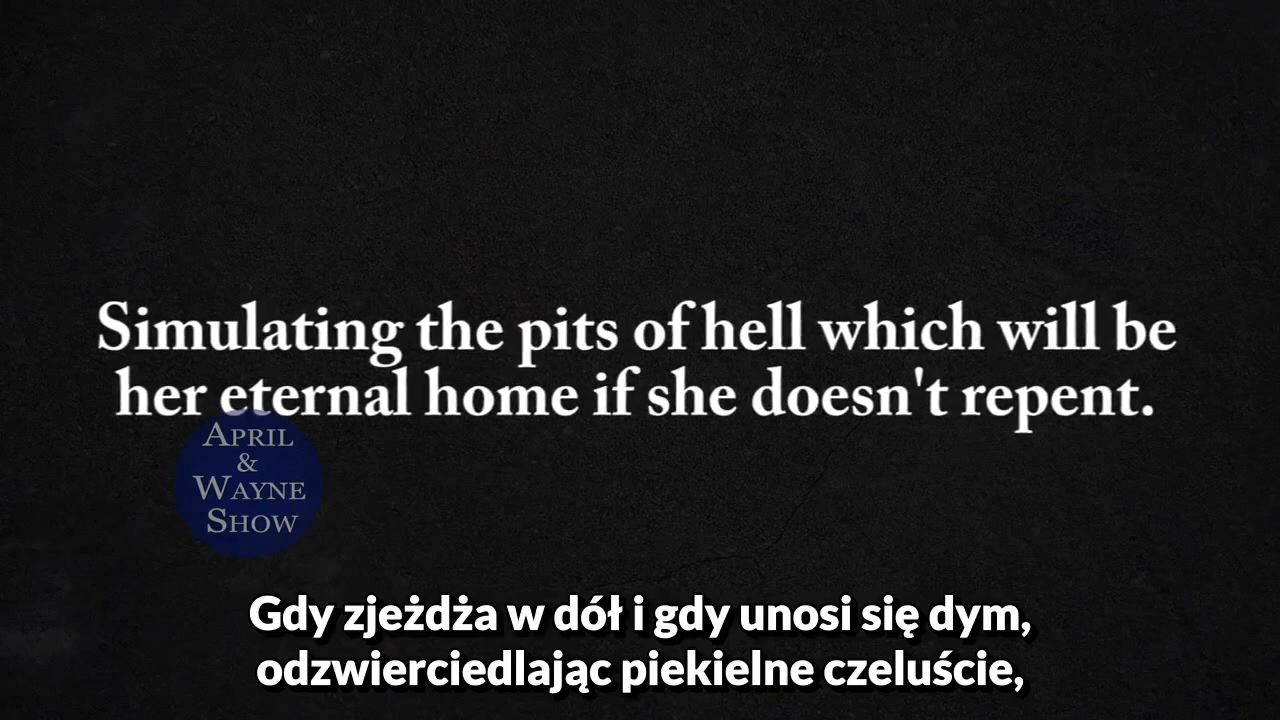 Simulating the pits of hell which will be
her eternal home if she doesn't repent.
APRIL
&
WAYNE
SHOW
Gdy zjeżdża w dół i gdy unosi się dym,
odzwierciedlając piekielne czeluście,